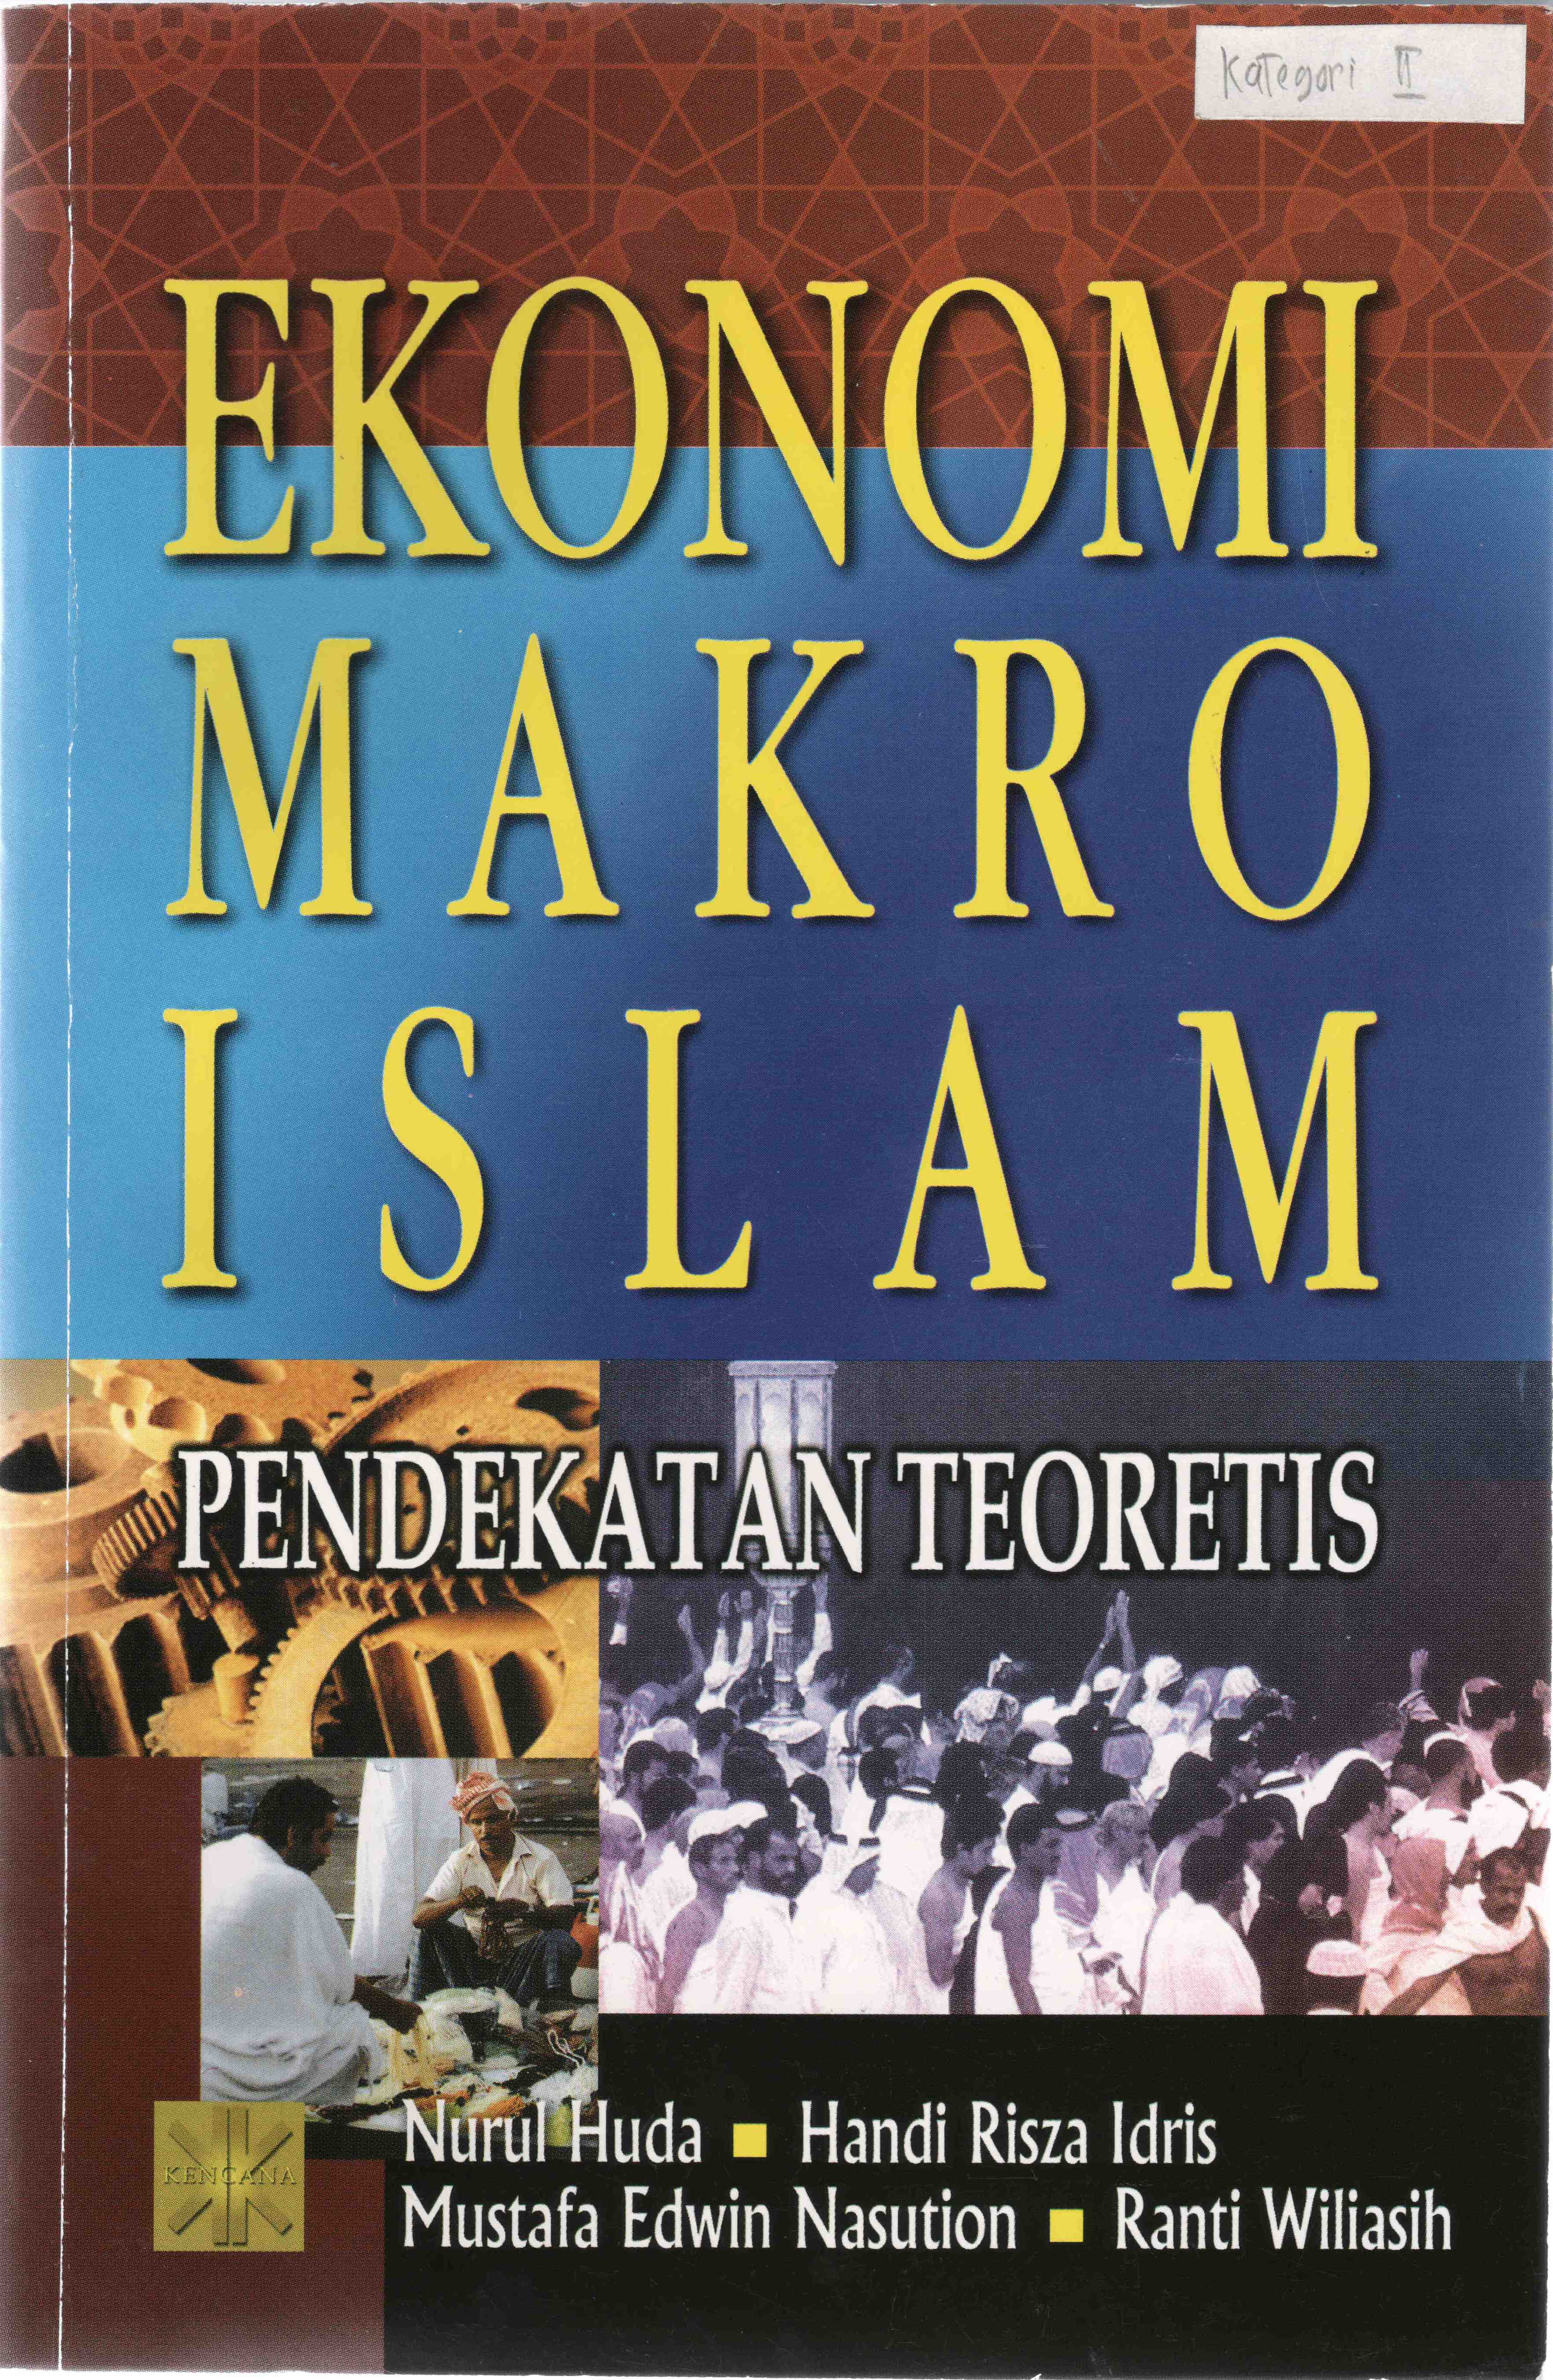 Kategori II
EKONOMI
MAKRO
ISLAM
PENDEKATAN TEORETIS
Nurul Huda ■ Handi Risza Idris
KENCANA
Mustafa Edwin Nasution ■ Ranti Wiliasih